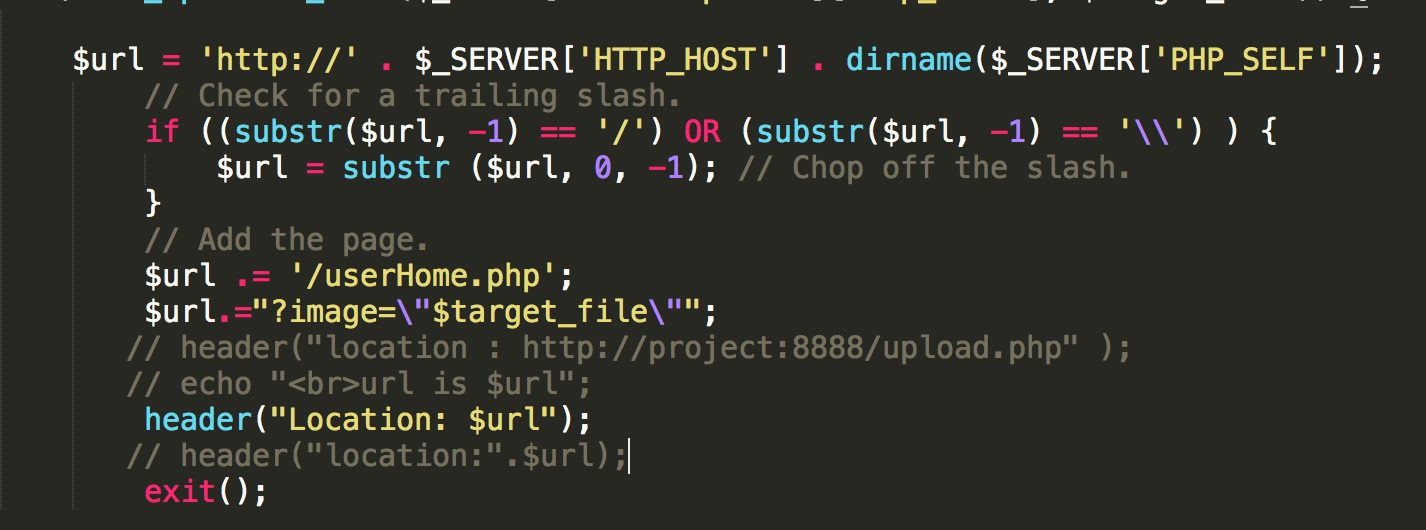 $url = 'http://' . $_SERVER['HTTP_HOST'] . dirname($_SERVER['PHP_SELF']);
// Check for a trailing slash.
if ((substr($url, -1) == '/') OR (substr($url, -1) == '\\') ) {
$url = substr ($url, 0, -1); // Chop off the slash.
}
// Add the page.
$url .= '/userHome.php';
$url.="?image=\"$target_file\"";
// header("location : http://project:8888/upload.php" );
// echo "<br>url is $url";
header("Location: $url");
// header("location:".$url);
exit();